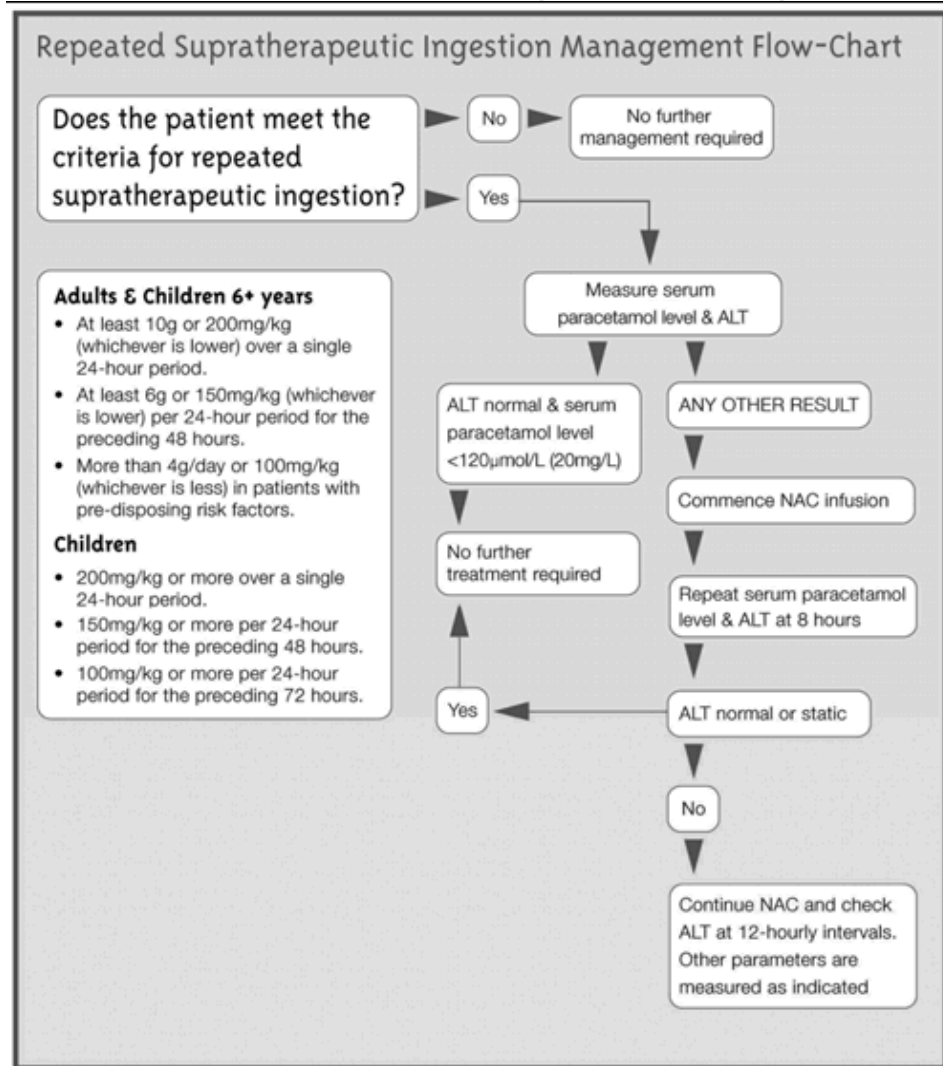 Repeated Supratherapeutic Ingestion Management Flow-Chart
Does the patient meet the
criteria for repeated
supratherapeutic ingestion?
No
No further
management required
Yes
Measure serum
paracetamol level & ALT
Adults & Children 6+ years
• At least 10g or 200mg/kg
(whichever is lower) over a single
24-hour period.
• At least 6g or 150mg/kg (whichever
is lower) per 24-hour period for the
preceding 48 hours.
• More than 4g/day or 100mg/kg
(whichever is less) in patients with
pre-disposing risk factors.
Children
• 200mg/kg or more over a single
24-hour period.
• 150mg/kg or more per 24-hour
period for the preceding 48 hours.
• 100mg/kg or more per 24-hour
period for the preceding 72 hours.
ALT normal & serum
paracetamol level
<120µmol/L (20mg/L)
No further
treatment required
Yes
ANY OTHER RESULT
Commence NAC infusion
Repeat serum paracetamol
level & ALT at 8 hours
ALT normal or static
No
Continue NAC and check
ALT at 12-hourly intervals.
Other parameters are
measured as indicated